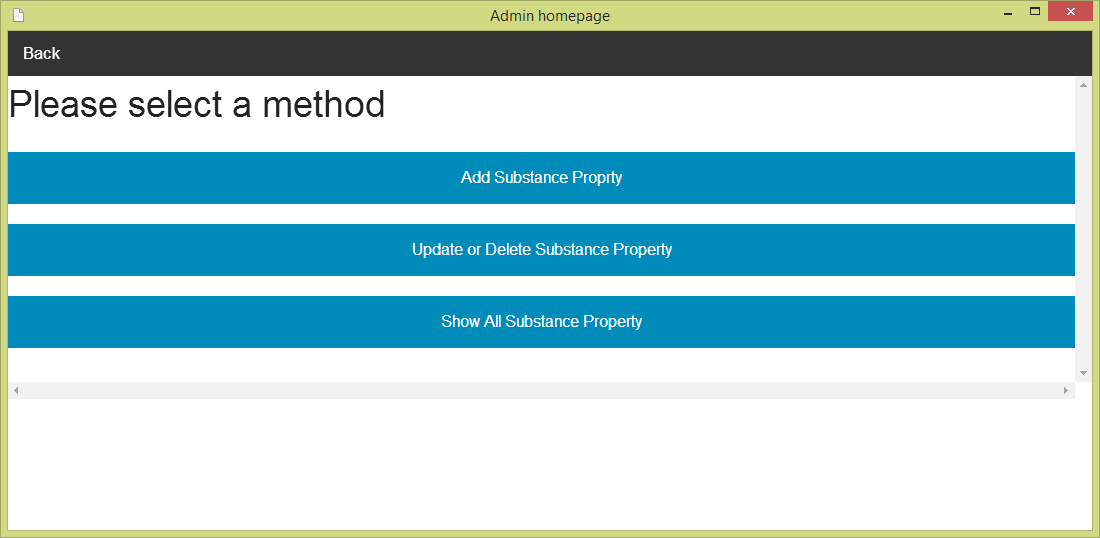 Admin homepage
Back
Please select a method
Add Substance Proprty
Update or Delete Substance Property
Show All Substance Property